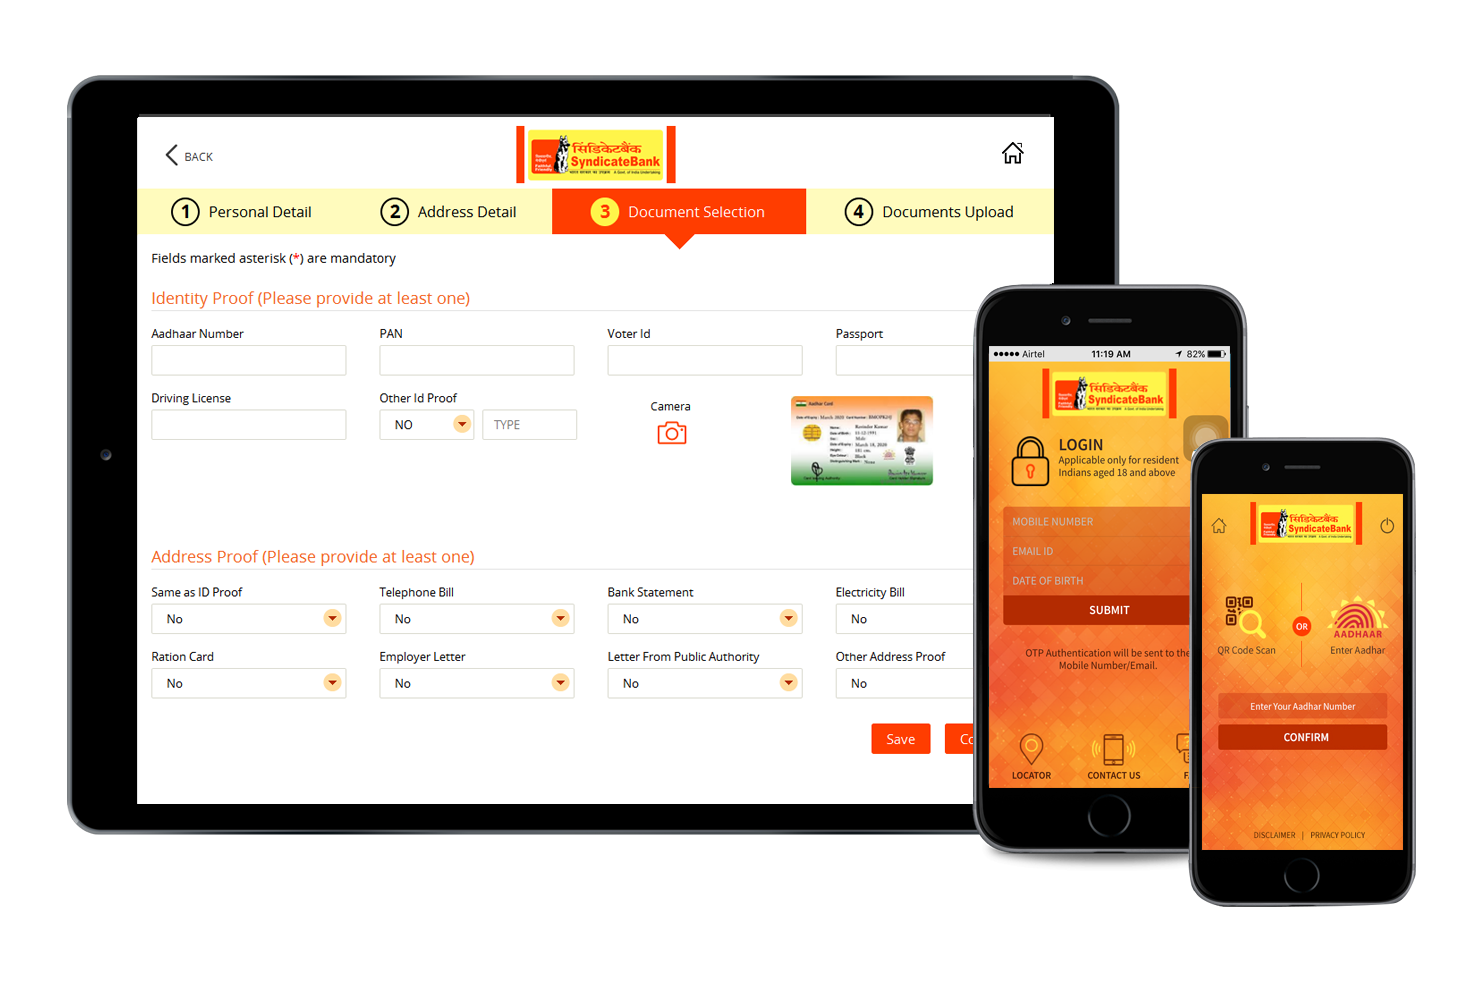 BACK
सिंडिकेटबैंक
SyndicateBank
1 Personal Detail
2 Address Detail
3 Document Selection
4 Documents Upload
Fields marked asterisk (*) are mandatory
Identity Proof (Please provide at least one)
Aadhaar Number
PAN
Voter Id
Passport
Driving License
Other Id Proof
NO
TYPE
Camera
Aadhar Card
Address Proof (Please provide at least one)
Same as ID Proof
Telephone Bill
Bank Statement
Electricity Bill
No
No
No
No
Ration Card
Employer Letter
Letter From Public Authority
Other Address Proof
No
No
No
No
Save
Co
Airtel
11:19 AM
82%
सिंडिकेटबैंक
SyndicateBank
LOGIN
Applicable only for resident
Indians aged 18 and above
MOBILE NUMBER
EMAIL ID
DATE OF BIRTH
SUBMIT
OTP Authentication will be sent to the
Mobile Number/Email.
LOCATOR
CONTACT US
F
सिंडिकेटबैंक
SyndicateBank
QR Code Scan
OR
AADHAAR
Enter Aadhar
Enter Your Aadhar Number
CONFIRM
DISCLAIMER | PRIVACY POLICY